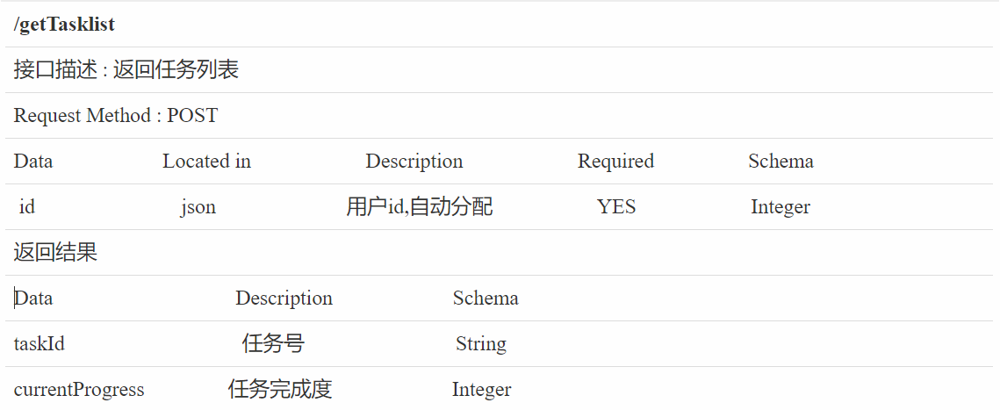 /getTasklist
接口描述 : 返回任务列表
Request Method : POST
Data Located in Description Required Schema
id json 用户id,自动分配 YES Integer
返回结果
Data Description Schema
taskId 任务号 String
currentProgress 任务完成度 Integer